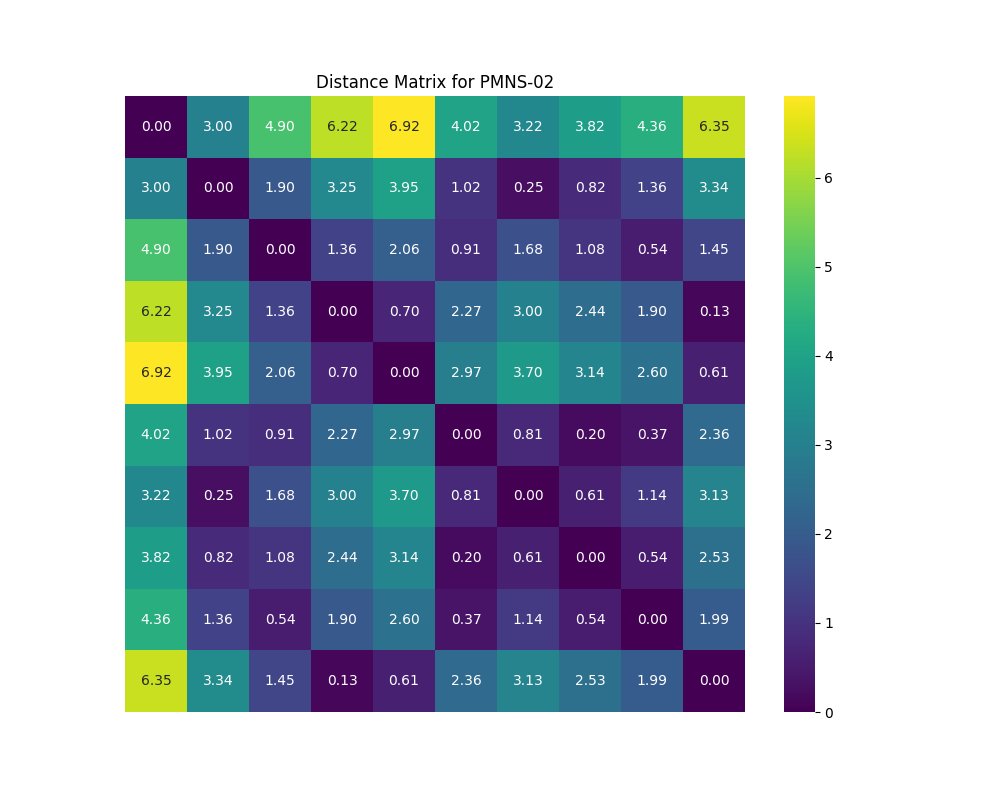 Distance Matrix for PMNS-02
0.00 3.00 4.90 6.22 6.92 4.02 3.22 3.82 4.36 6.35
3.00 0.00 1.90 3.25 3.95 1.02 0.25 0.82 1.36 3.34
4.90 1.90 0.00 1.36 2.06 0.91 1.68 1.08 0.54 1.45
6.22 3.25 1.36 0.00 0.70 2.27 3.00 2.44 1.90 0.13
6.92 3.95 2.06 0.70 0.00 2.97 3.70 3.14 2.60 0.61
4.02 1.02 0.91 2.27 2.97 0.00 0.81 0.20 0.37 2.36
3.22 0.25 1.68 3.00 3.70 0.81 0.00 0.61 1.14 3.13
3.82 0.82 1.08 2.44 3.14 0.20 0.61 0.00 0.54 2.53
4.36 1.36 0.54 1.90 2.60 0.37 1.14 0.54 0.00 1.99
6.35 3.34 1.45 0.13 0.61 2.36 3.13 2.53 1.99 0.00
6
5
4
3
2
1
0